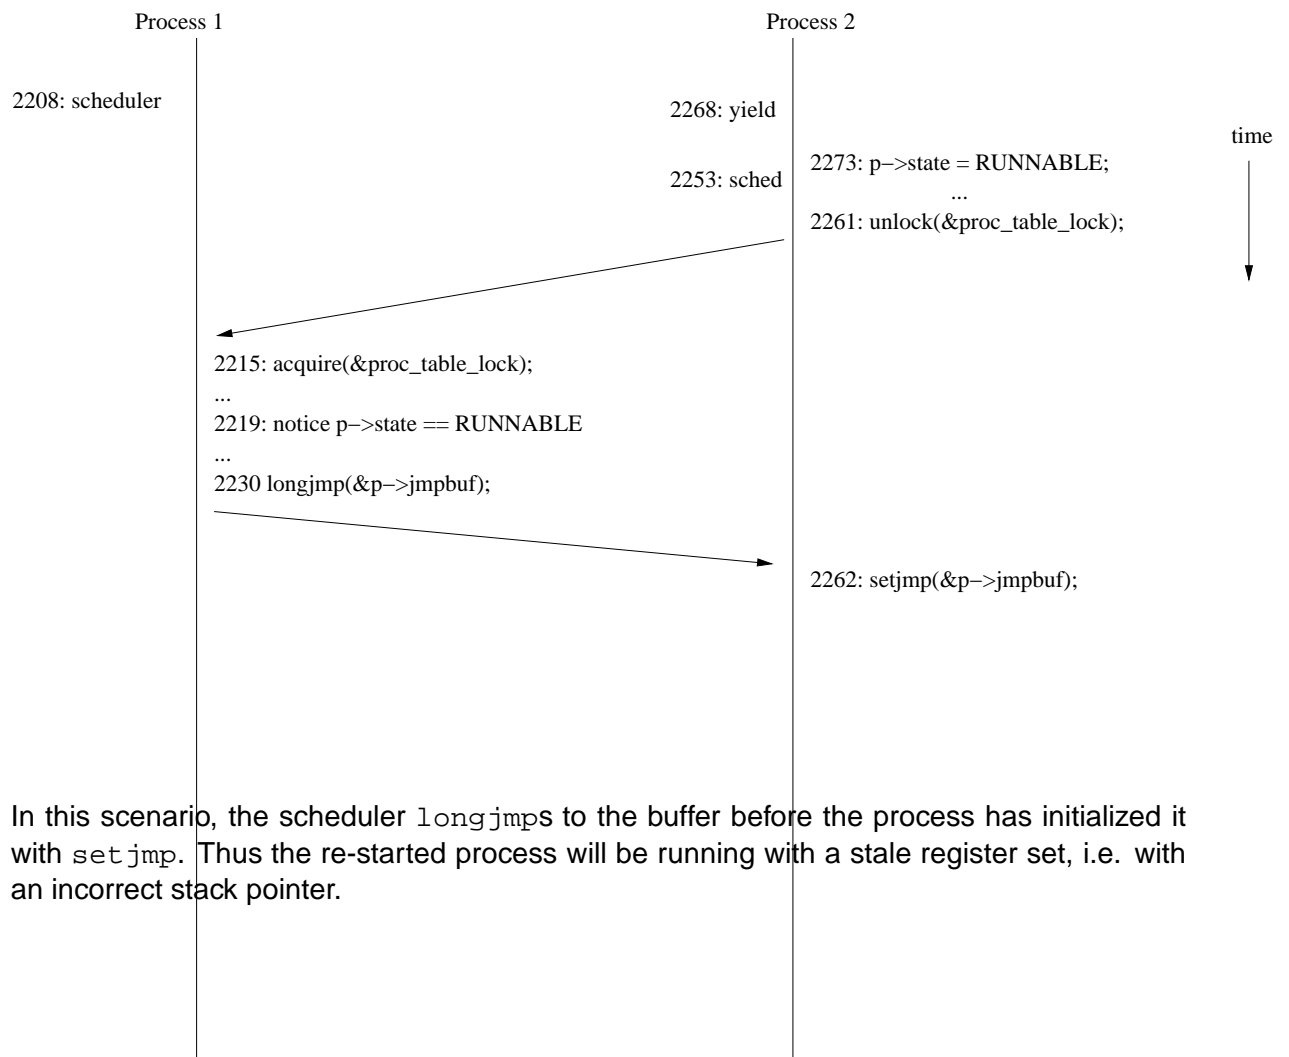 Process 1
Process 2
2208: scheduler
2268: yield
time
2273: p−>state = RUNNABLE;
2253: sched
...
2261: unlock(&proc_table_lock);
2215: acquire(&proc_table_lock);
...
2219: notice p−>state == RUNNABLE
...
2230 longjmp(&p−>jmpbuf);
2262: setjmp(&p−>jmpbuf);
In this scenario, the scheduler longjmps to the buffer before the process has initialized it
with setjmp. Thus the re-started process will be running with a stale register set, i.e. with
an incorrect stack pointer.